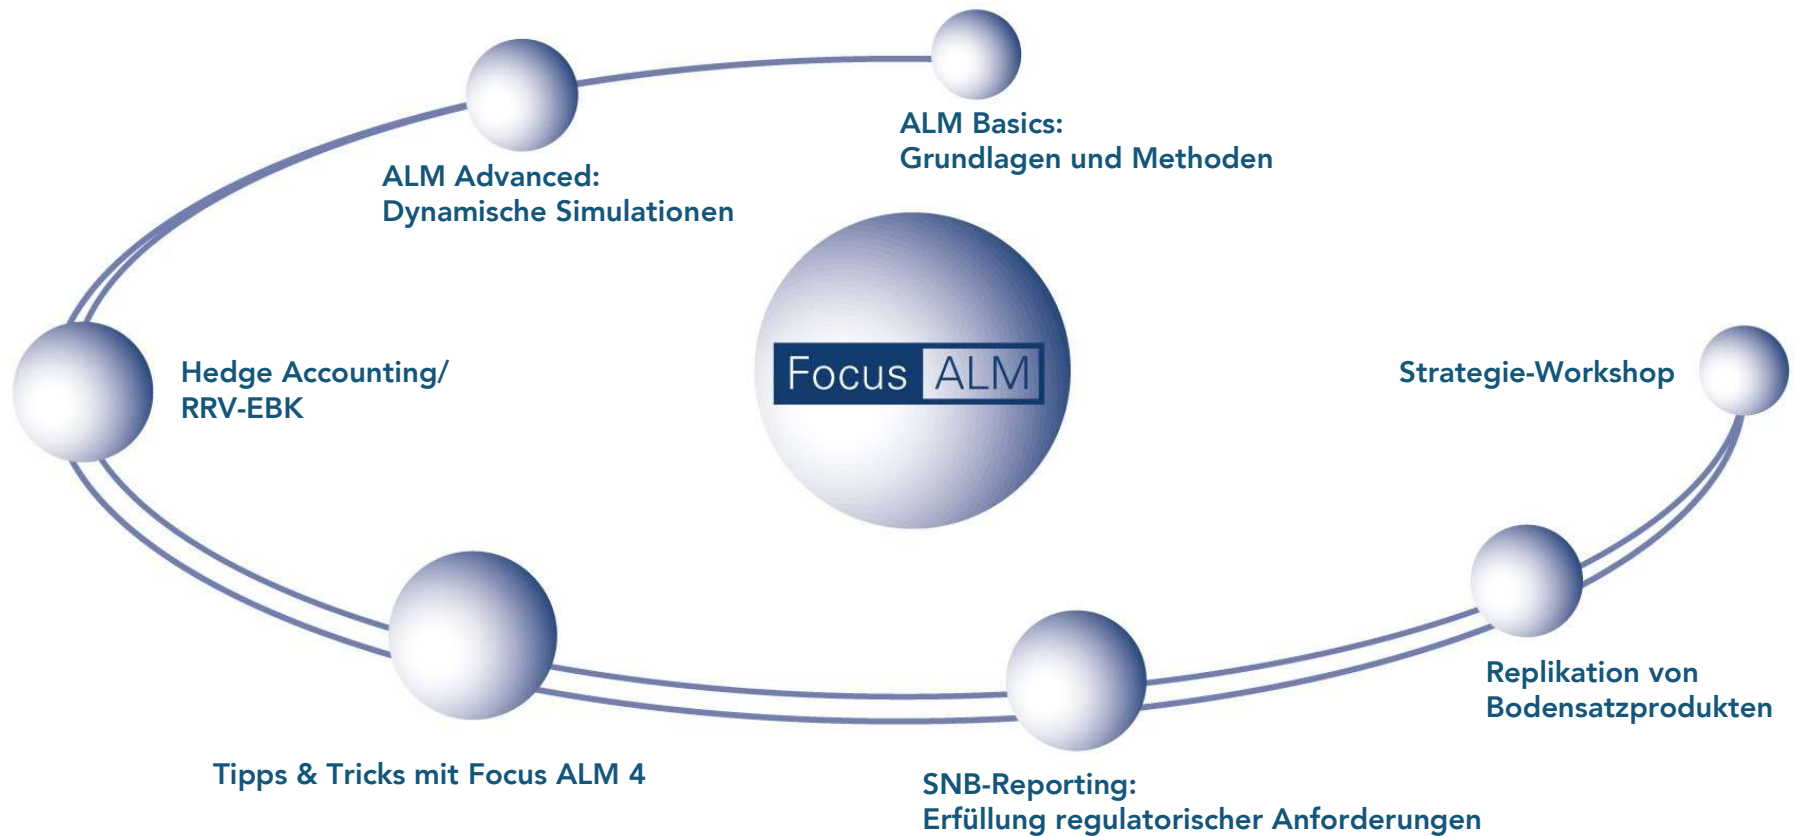 ALM Basics:
Grundlagen und Methoden
ALM Advanced:
Dynamische Simulationen
Focus ALM
Hedge Accounting/
RRV-EBK
Strategie-Workshop
Replikation von
Bodensatzprodukten
Tipps & Tricks mit Focus ALM 4
SNB-Reporting:
Erfüllung regulatorischer Anforderungen